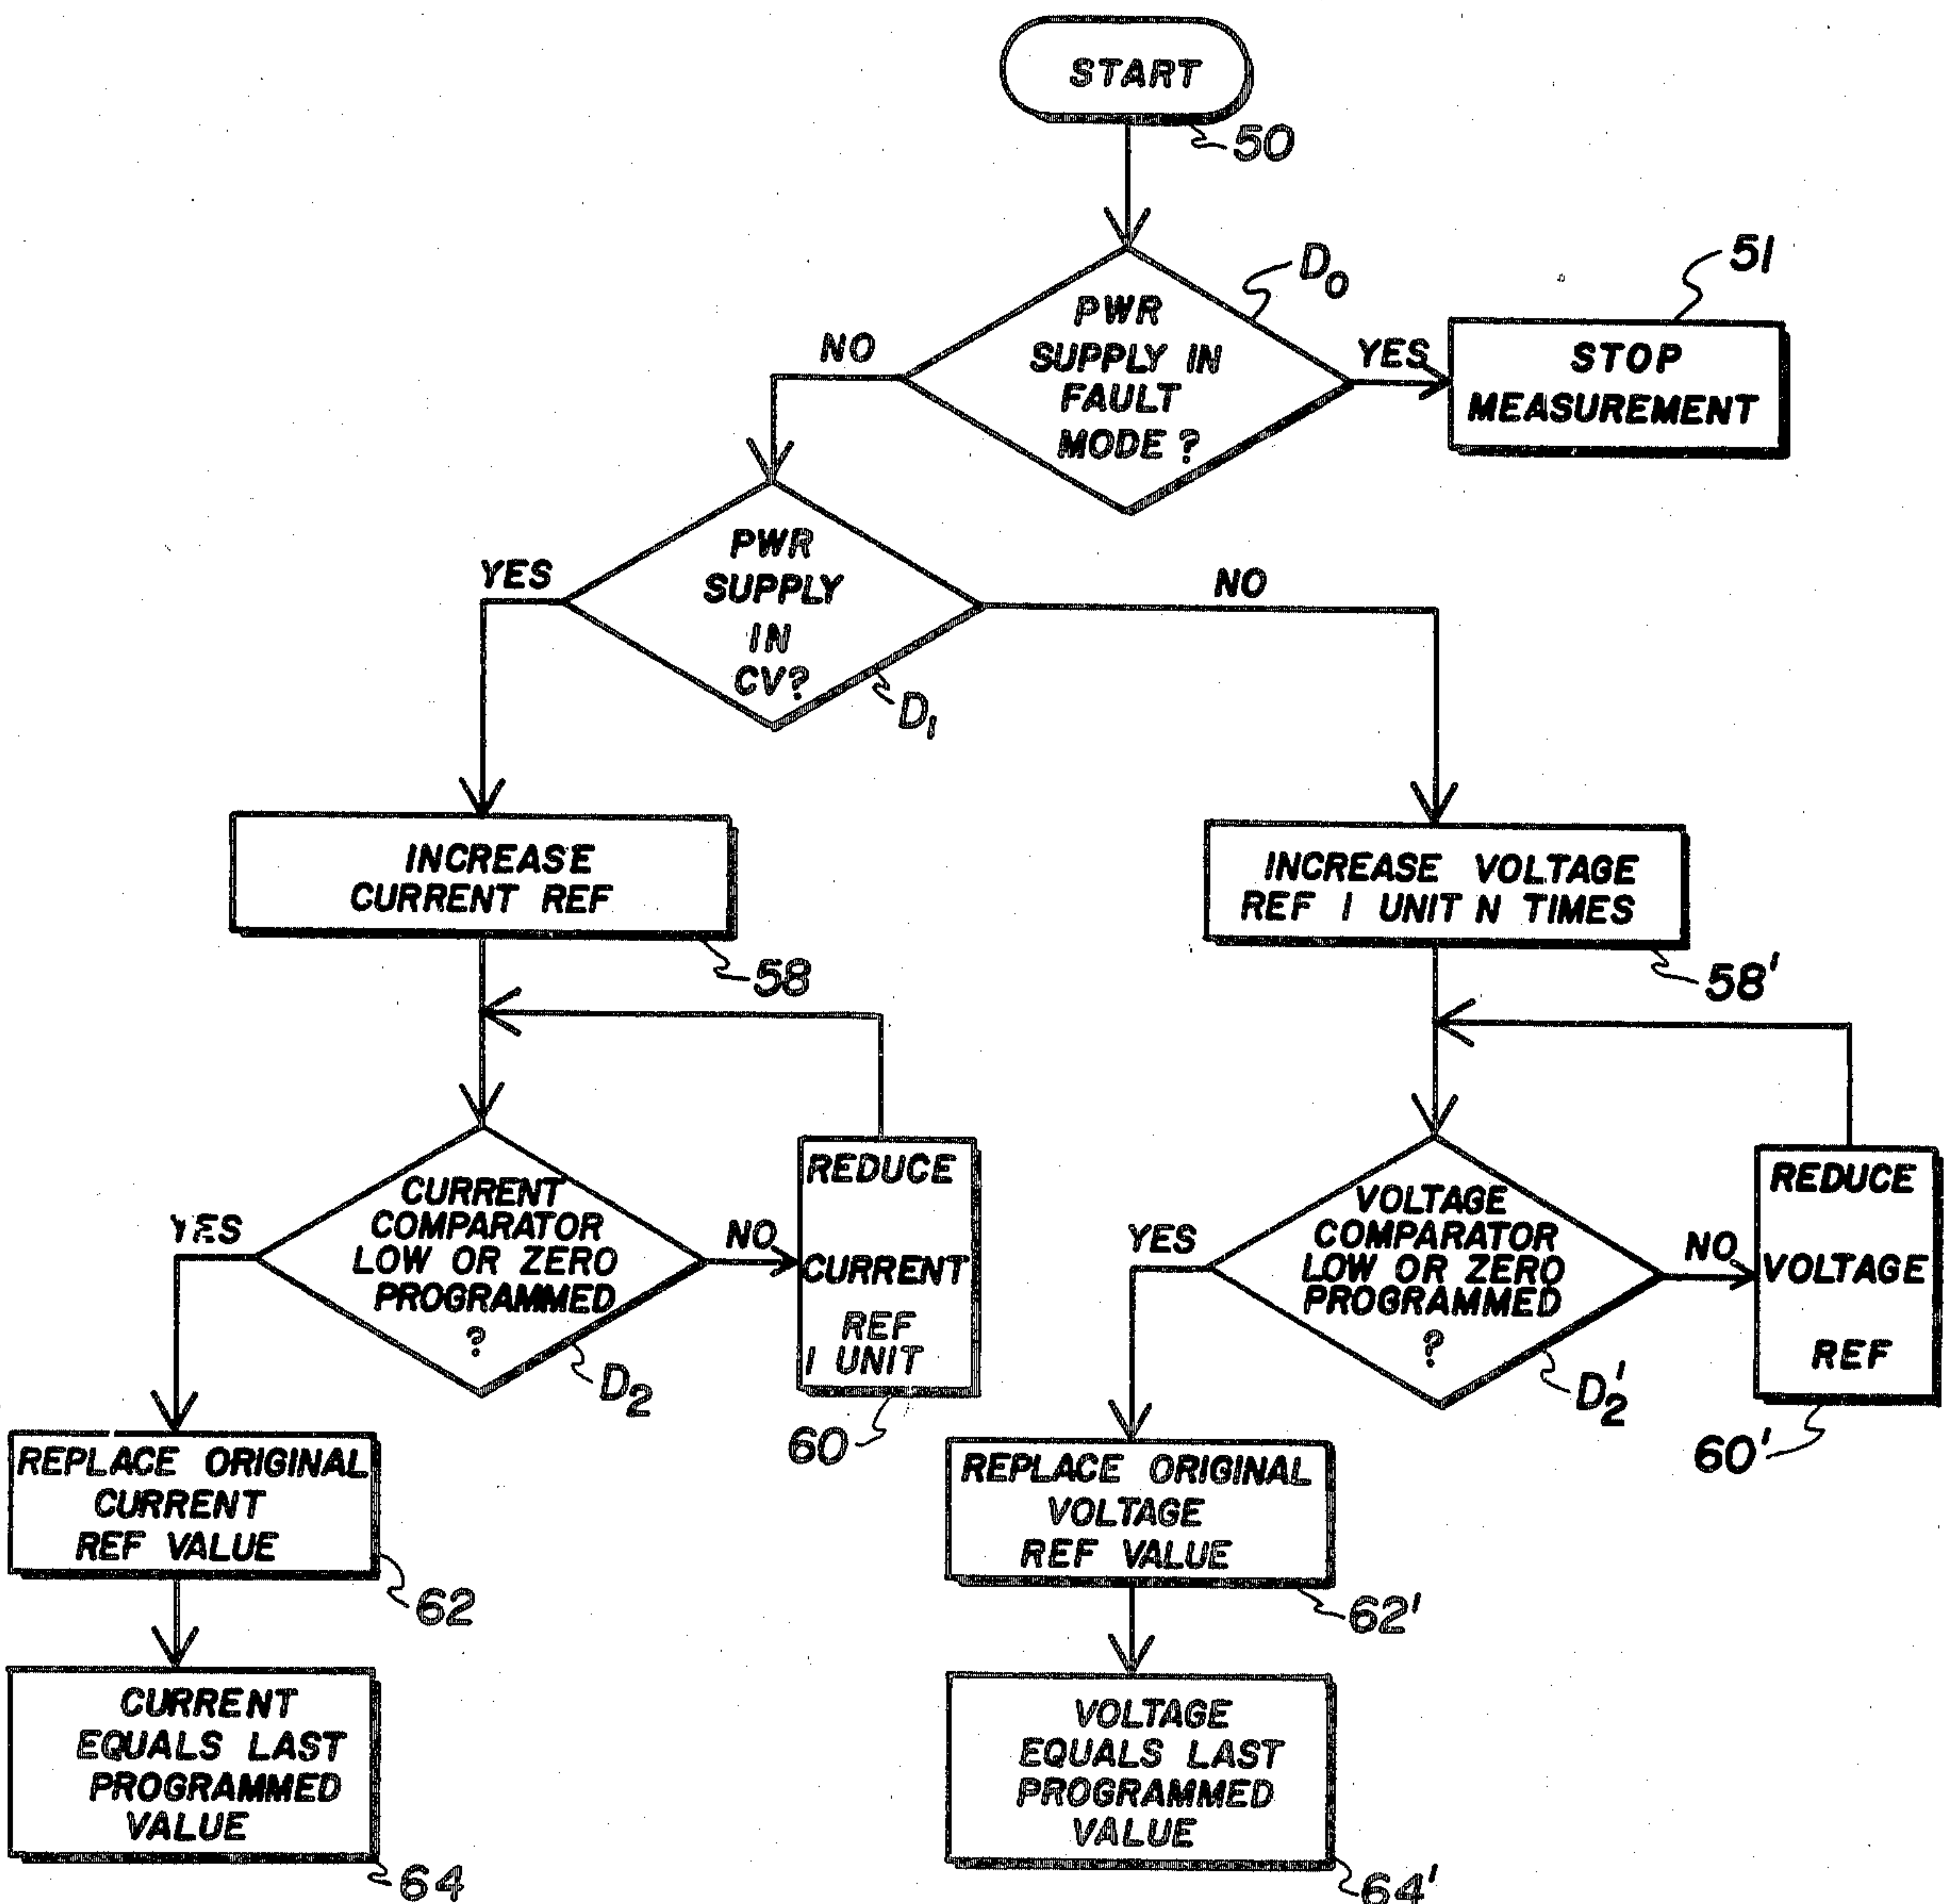 START
50
PWR
SUPPLY IN
FAULT
MODE ?
D0
NO
YES
51
STOP
MEASUREMENT
PWR
SUPPLY
IN
CV?
D1
YES
NO
INCREASE
CURRENT REF
58
INCREASE VOLTAGE
REF 1 UNIT N TIMES
58'
CURRENT
COMPARATOR
LOW OR ZERO
PROGRAMMED
?
D2
YES
NO
REDUCE
CURRENT
REF
1 UNIT
60
VOLTAGE
COMPARATOR
LOW OR ZERO
PROGRAMMED
?
D2'
YES
NO
REDUCE
VOLTAGE
REF
60'
REPLACE ORIGINAL
CURRENT
REF VALUE
62
REPLACE ORIGINAL
VOLTAGE
REF VALUE
62'
CURRENT
EQUALS LAST
PROGRAMMED
VALUE
64
VOLTAGE
EQUALS LAST
PROGRAMMED
VALUE
64'